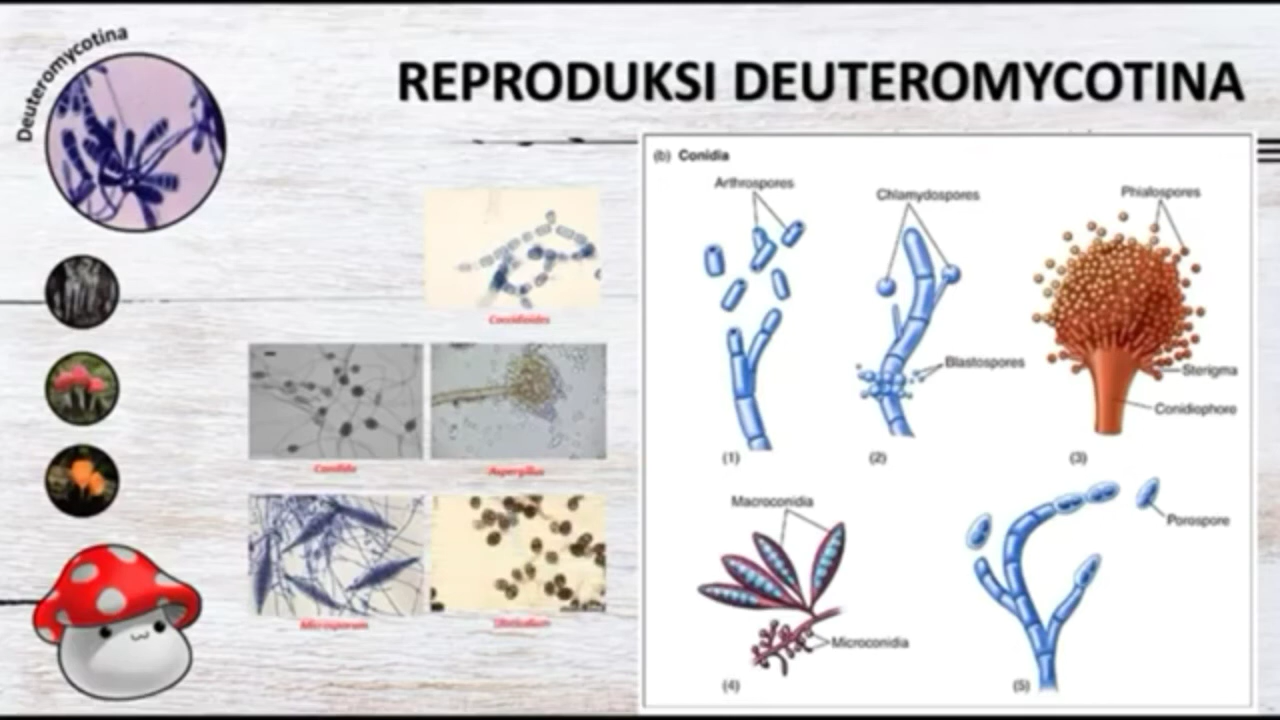 Deuteromycotina
REPRODUKSI DEUTEROMYCOTINA
(b) Conidia
Arthrospores
Chlamydospores
Phialospores
Blastospores
Sterigma
Conidiophore
(1)
(2)
(3)
Macroconidia
Microconidia
Porospore
(4)
(5)
Coccidioides
Candida
Aspergillus
Microsporum